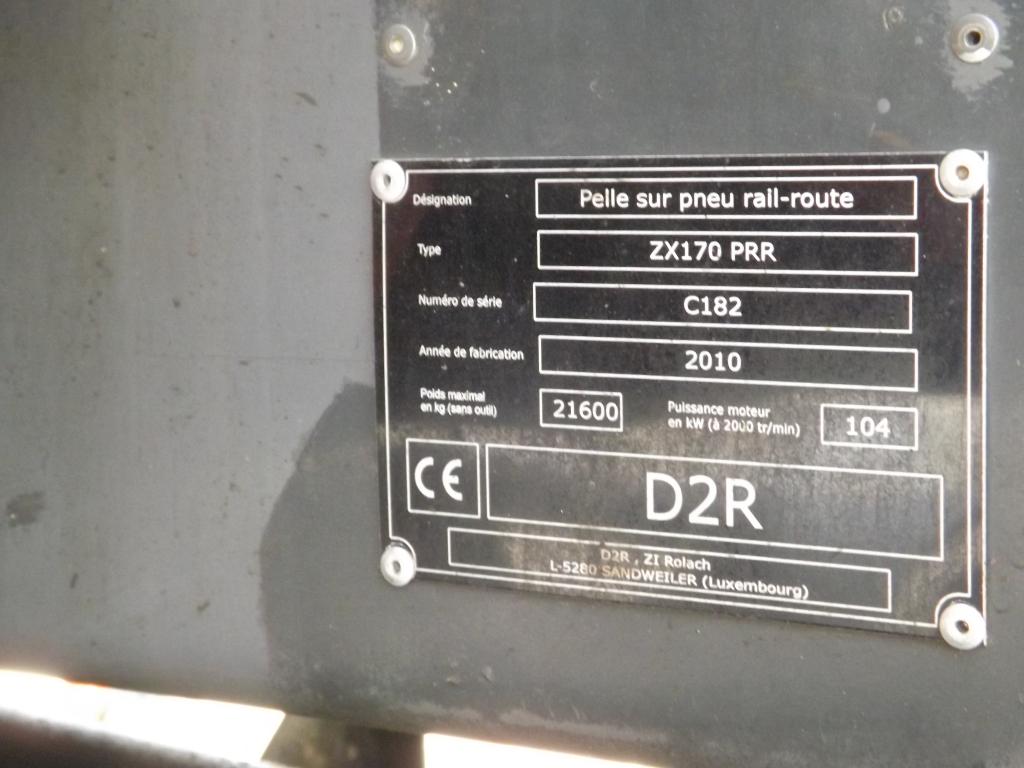 Désignation Pelle sur pneu rail-route
Type ZX170 PRR
Numéro de série C182
Année de fabrication 2010
Poids maximal
en kg (sans outil) 21600
Puissance moteur
en kW (à 2000 tr/min) 104
CE D2R
D2R , ZI Rolach
L-5280 SANDWEILER (Luxembourg)